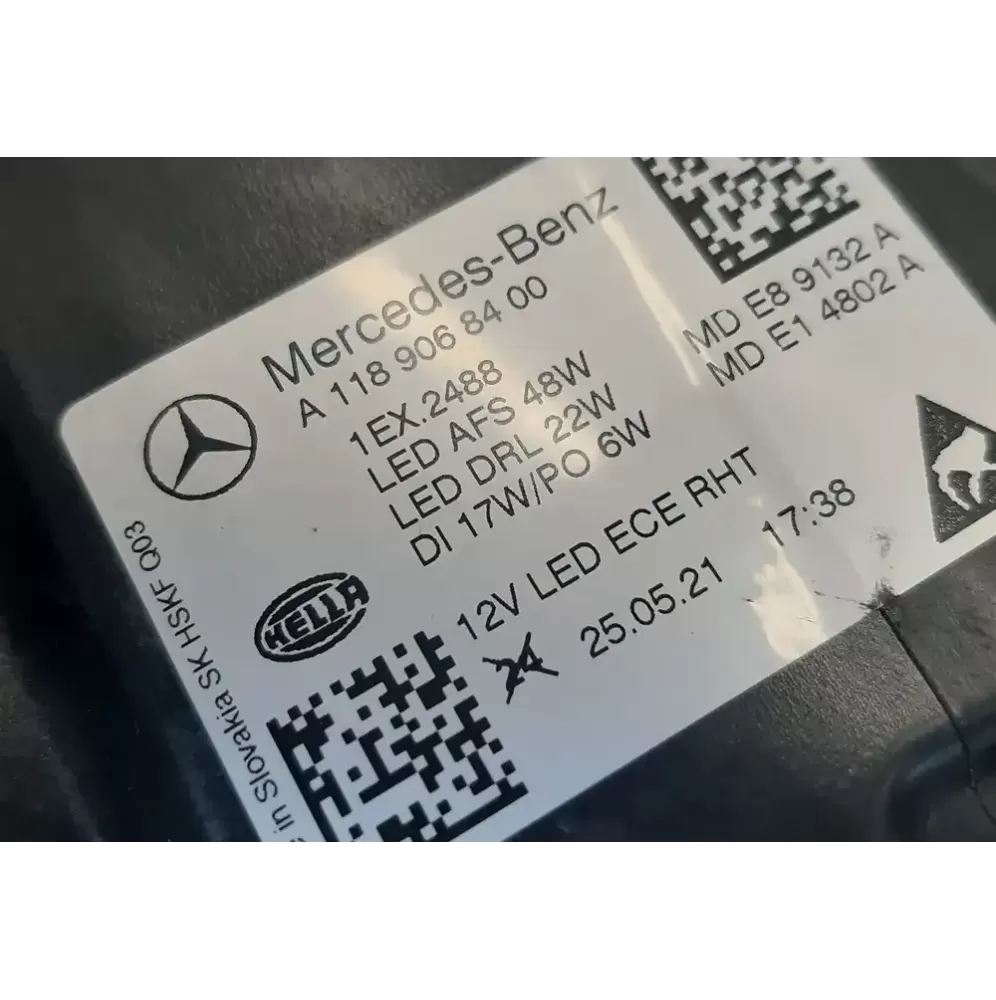 Mercedes-Benz
A 118 906 84 00
1EX.2488
LED AFS 48W
LED DRL 22W
DI 17W/PO 6W
MD E8 9132 A
MD E1 4802 A
12V LED ECE RHT
24
25.05.21 17:38
HELLA
in Slovakia SK HSKF Q03